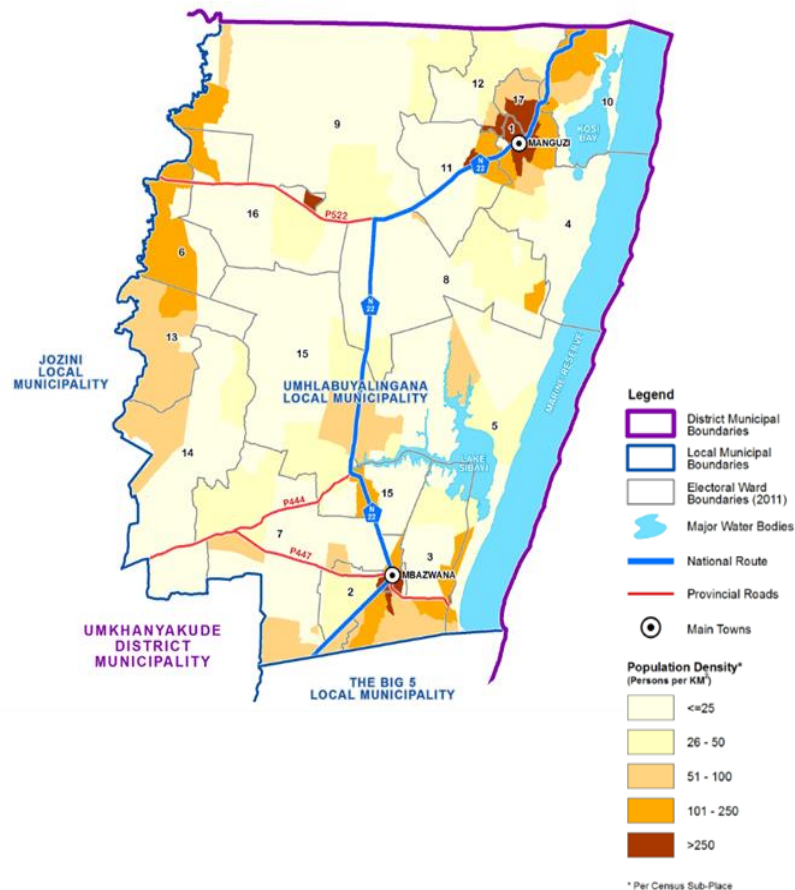 12
17
10
9
1
KOSI
BAY
MANGUZI
N
22
11
P522
16
4
6
8
N
22
13
15
JOZINI
LOCAL
MUNICIPALITY
UMHLABUYALINGANA
LOCAL MUNICIPALITY
MARINE RESERVE
5
14
LAKE
SIBAYI
P444
15
N
22
7
P447
3
MBAZWANA
2
UMKHANYAKUDE
DISTRICT
MUNICIPALITY
THE BIG 5
LOCAL MUNICIPALITY
Legend
District Municipal
Boundaries
Local Municipal
Boundaries
Electoral Ward
Boundaries (2011)
Major Water Bodies
National Route
Provincial Roads
Main Towns
Population Density*
(Persons per KM²)
<=25
26 - 50
51 - 100
101 - 250
>250
* Per Census Sub-Place